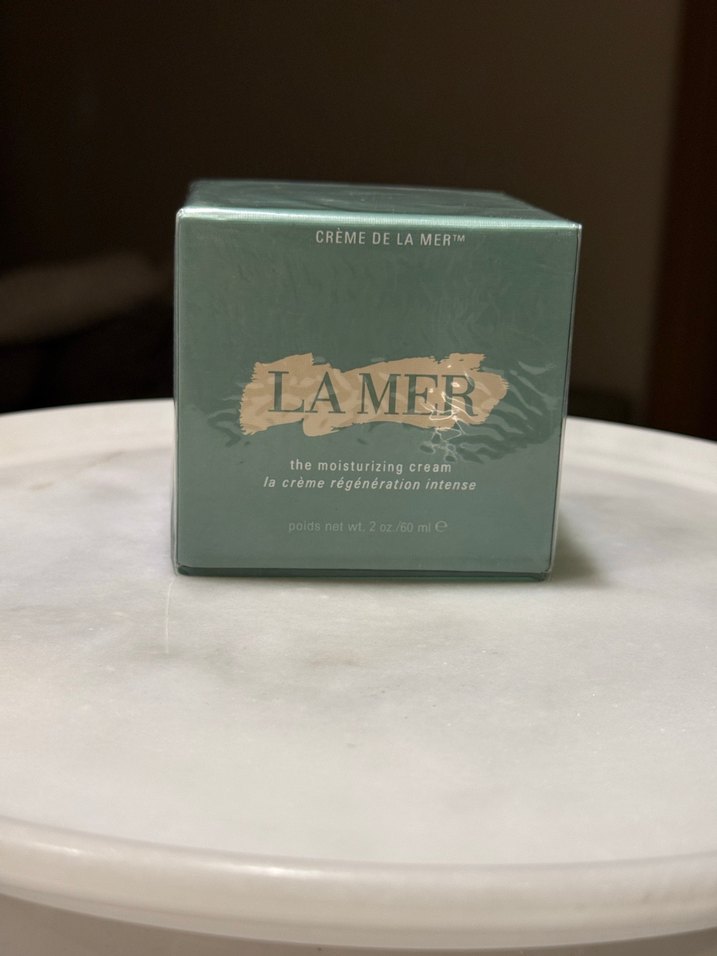 CRÈME DE LA MER™
LA MER
the moisturizing cream
la crème régénération intense
poids net wt. 2 oz./60 ml ℮